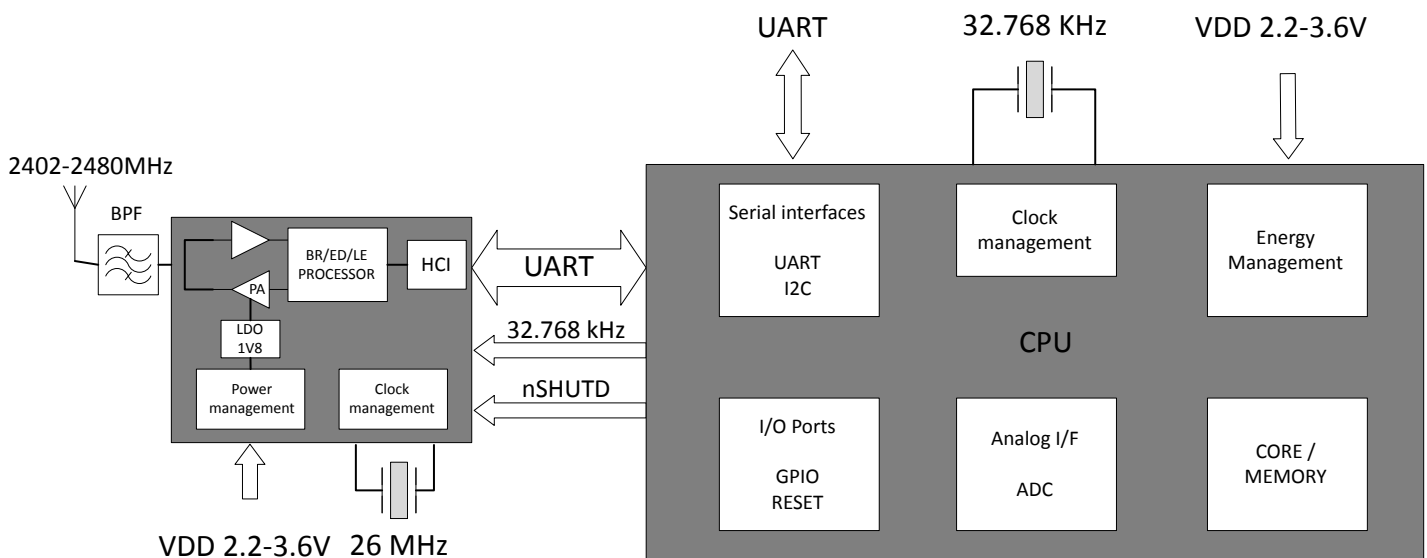 UART
32.768 KHz
VDD 2.2-3.6V
2402-2480MHz
BPF
BR/ED/LE
PROCESSOR
HCI
PA
LDO
1V8
Power
management
Clock
management
VDD 2.2-3.6V
26 MHz
UART
32.768 kHz
nSHUTD
Serial interfaces
UART
I2C
Clock
management
Energy
Management
CPU
I/O Ports
GPIO
RESET
Analog I/F
ADC
CORE /
MEMORY